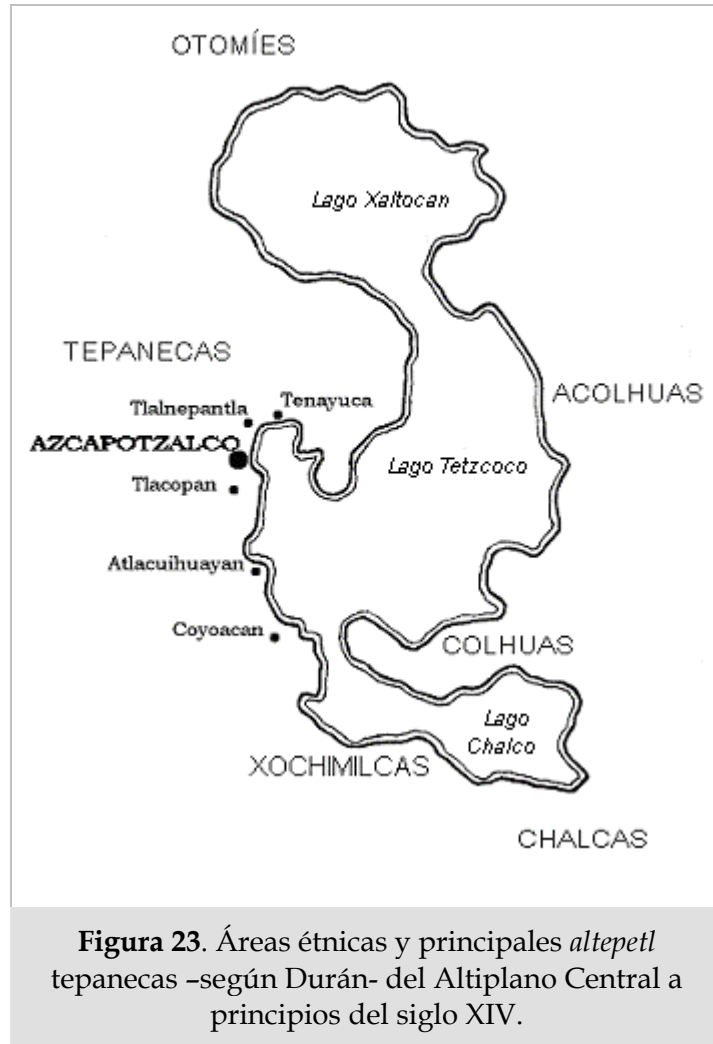 OTOMÍES
Lago Xaltocan
TEPANECAS
Tenayuca
Tlalnepantla
ACOLHUAS
AZCAPOTZALCO
Lago Tetzcoco
Tlacopan
Atlacuihuayan
Coyoacan
COLHUAS
Lago
Chalco
XOCHIMILCAS
CHALCAS
Figura 23. Áreas étnicas y principales altepetl
tepanecas –según Durán- del Altiplano Central a
principios del siglo XIV.